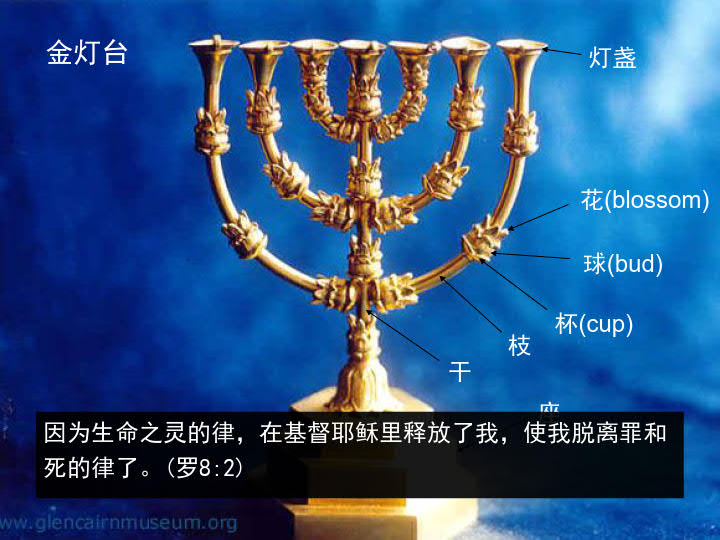 金灯台
灯盏
花(blossom)
球(bud)
杯(cup)
枝
干
座
因为生命之灵的律，在基督耶稣里释放了我，使我脱离罪和
死的律了。(罗8:2)
www.glencairnmuseum.org